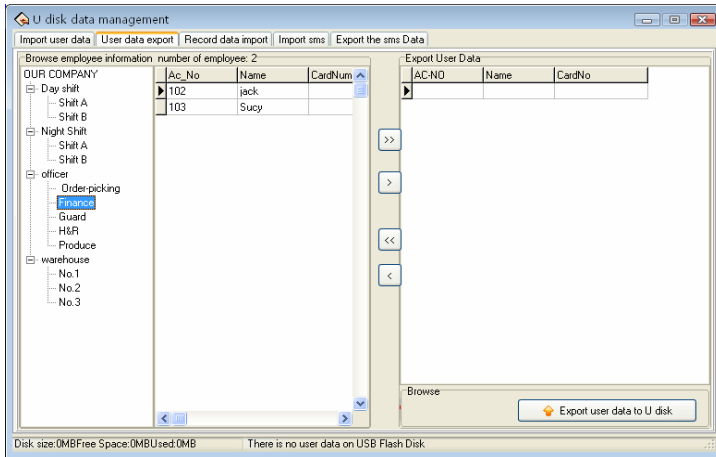 U disk data management
Import user data User data export Record data import Import sms Export the sms Data
Browse employee information number of employee: 2
OUR COMPANY
Day shift
Shift A
Shift B
Night Shift
Shift A
Shift B
officer
Order-picking
Finance
Guard
H&R
Produce
warehouse
No.1
No.2
No.3
Ac_No Name CardNum
102 jack
103 Sucy
>>
>
<<
<
Export User Data
AC-NO Name CardNo
Browse
Export user data to U disk
Disk size:0MBFree Space:0MBUsed:0MB There is no user data on USB Flash Disk